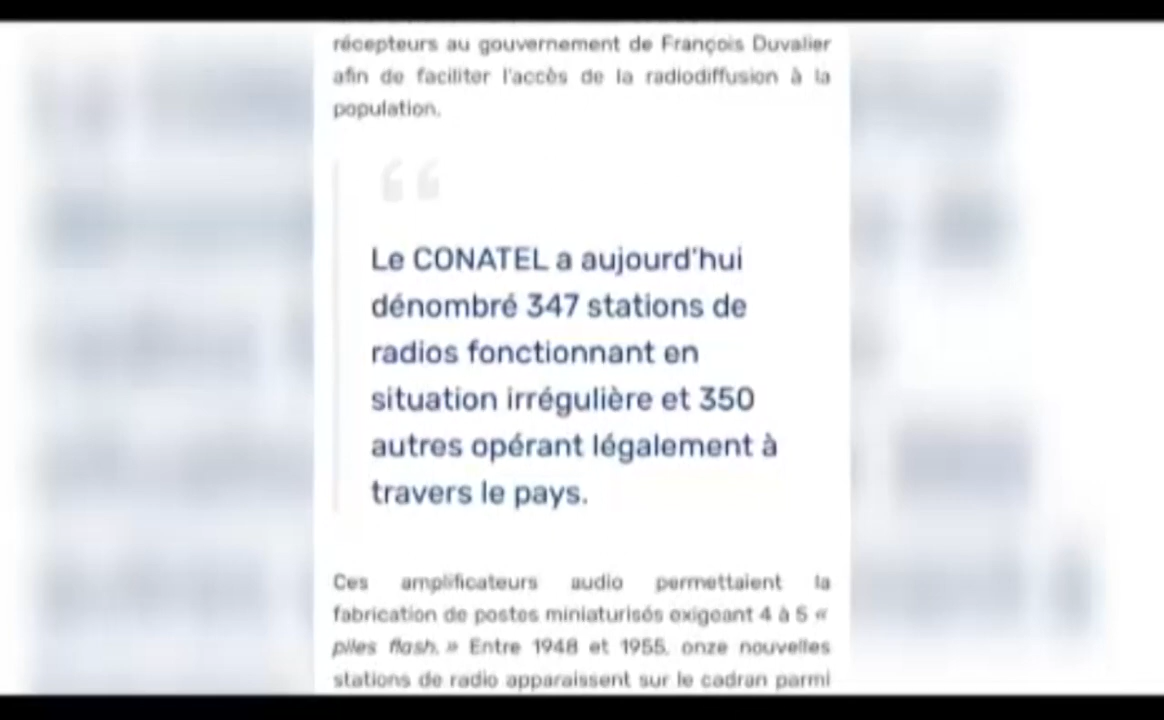 récepteurs au gouvernement de François Duvalier
afin de faciliter l'accès de la radiodiffusion à la
population.
“
Le CONATEL a aujourd'hui
dénombré 347 stations de
radios fonctionnant en
situation irrégulière et 350
autres opérant légalement à
travers le pays.
Ces amplificateurs audio permettaient la
fabrication de postes miniaturisés exigeant 4 à 5 «
piles flash. » Entre 1948 et 1955, onze nouvelles
stations de radio apparaissent sur le cadran parmi